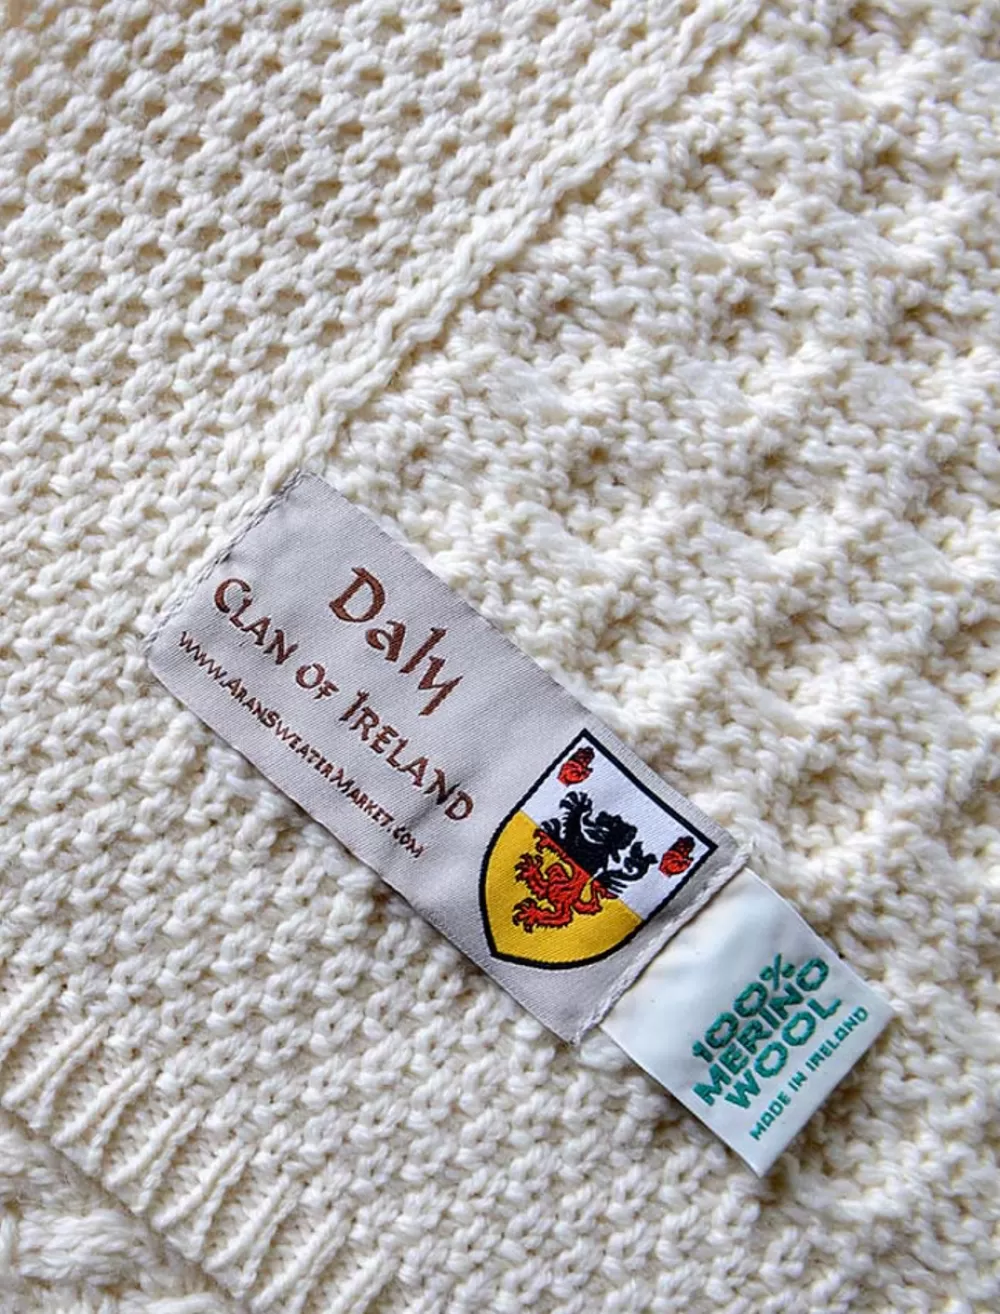 Daly
CLAN OF IRELAND
WWW.ARANSWEATERMARKET.COM
100%
MERINO
WOOL
MADE IN IRELAND